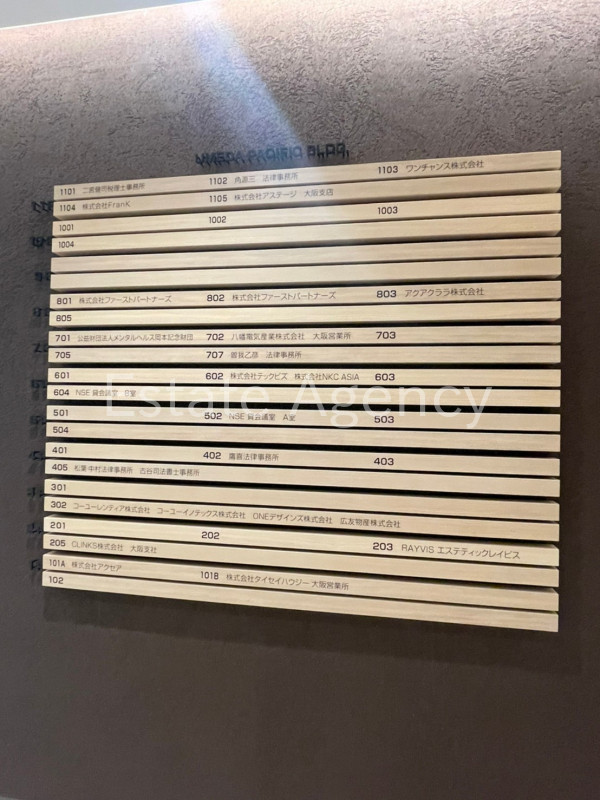 UMEDA PACIFIC BLDG.
1101 二宮健司税理士事務所 1102 角源三 法律事務所 1103 ワンチャンス株式会社
1104 株式会社FranK 1105 株式会社アステージ 大阪支店
1001 1002 1003
1004
801 株式会社ファーストパートナーズ 802 株式会社ファーストパートナーズ 803 アクアクララ株式会社
805
701 公益財団法人メンタルヘルス岡本記念財団 702 八幡電気産業株式会社 大阪営業所 703
705 707 曽我乙彦 法律事務所
601 602 株式会社テックビズ 株式会社NKC ASIA 603
604 NSE 貸会議室 B室
Estate Agency
501 502 NSE 貸会議室 A室 503
504
401 402 鷹喜法律事務所 403
405 松葉・中村法律事務所 古谷司法書士事務所
301
302 コーユーレンティア株式会社 コーユーイノテックス株式会社 ONEデザインズ株式会社 広友物産株式会社
201 202 203 RAYVIS エステティックレイビス
205 CLINKS株式会社 大阪支社
101A 株式会社アクセア 101B 株式会社タイセイハウジー 大阪営業所
102